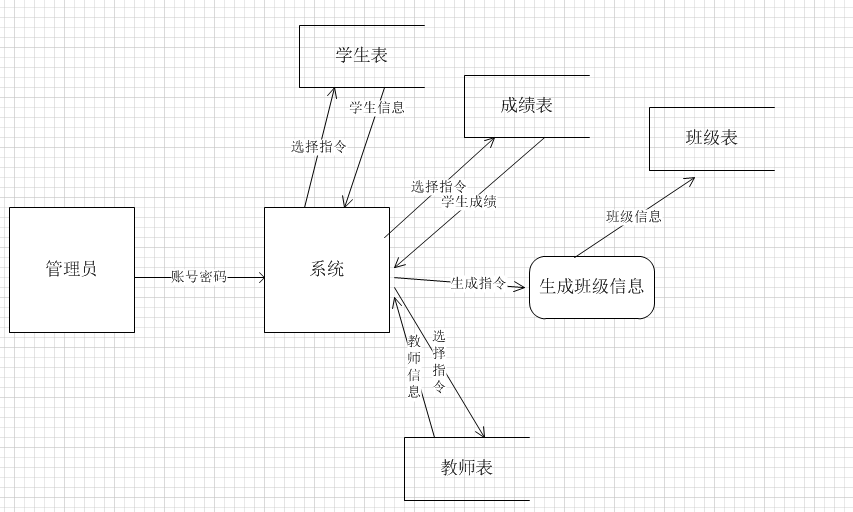 学生表
学生信息
成绩表
班级表
选择指令
选择指令
学生成绩
班级信息
管理员
账号密码
系统
生成指令
生成班级信息
教师信息
选择指令
教师表